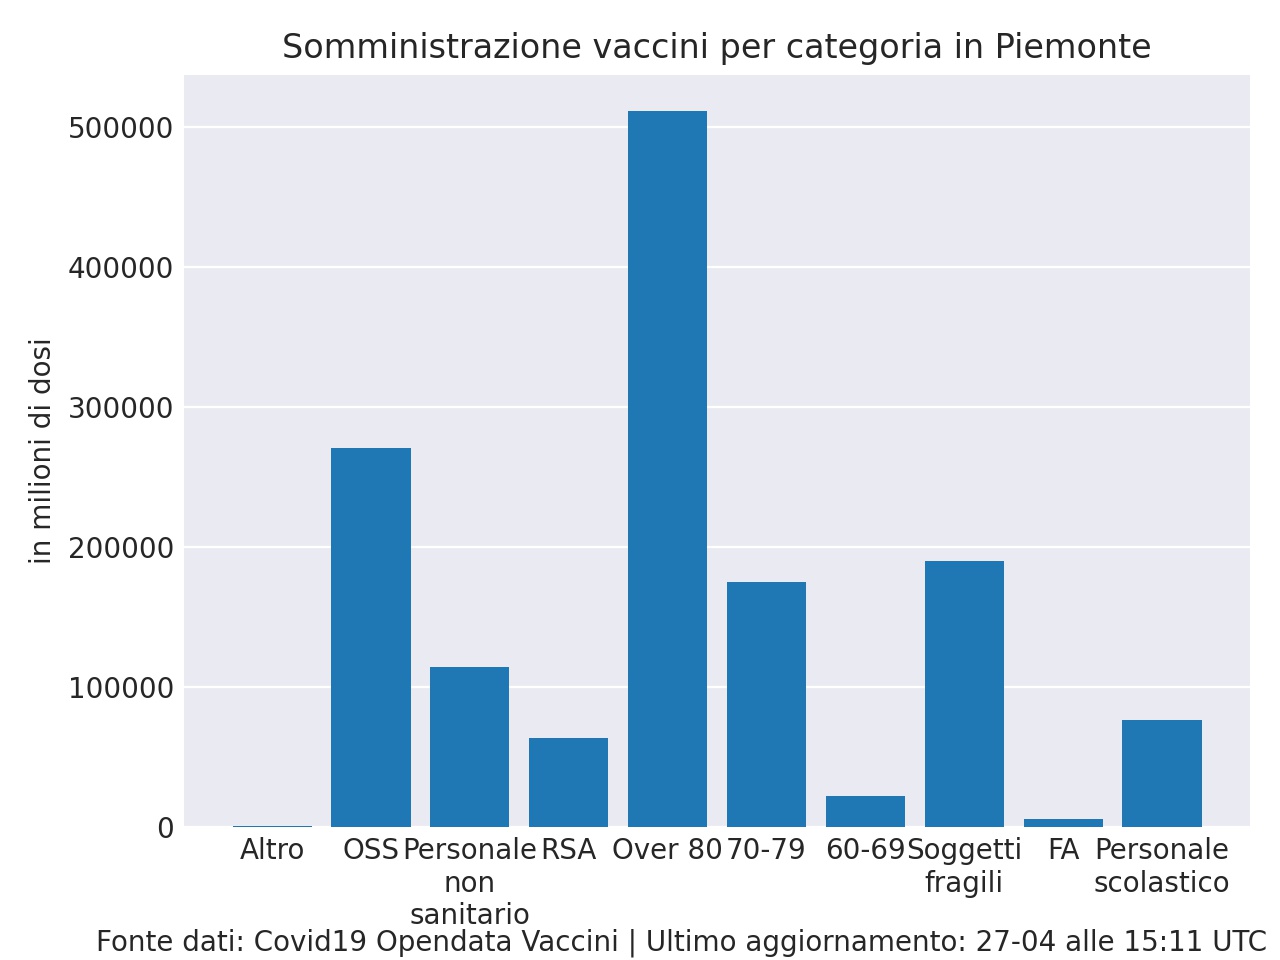 Somministrazione vaccini per categoria in Piemonte
in milioni di dosi
500000
400000
300000
200000
100000
0
Altro
OSS
Personale
non
sanitario
RSA
Over 80
70-79
60-69
Soggetti
fragili
FA
Personale
scolastico
Fonte dati: Covid19 Opendata Vaccini | Ultimo aggiornamento: 27-04 alle 15:11 UTC